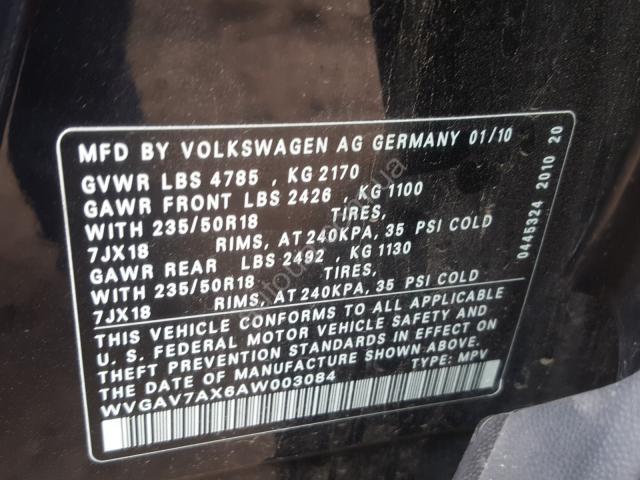 MFD BY VOLKSWAGEN AG GERMANY 01/10
GVWR LBS 4785 , KG 2170
GAWR FRONT LBS 2426 , KG 1100
WITH 235/50R18 TIRES,
7JX18 RIMS, AT 240KPA, 35 PSI COLD
GAWR REAR LBS 2492 , KG 1130
WITH 235/50R18 TIRES,
7JX18 RIMS, AT 240KPA, 35 PSI COLD
THIS VEHICLE CONFORMS TO ALL APPLICABLE
U. S. FEDERAL MOTOR VEHICLE SAFETY AND
THEFT PREVENTION STANDARDS IN EFFECT ON
THE DATE OF MANUFACTURE SHOWN ABOVE.
WVGAV7AX6AW003084 TYPE: MPV
0445324 2010 20